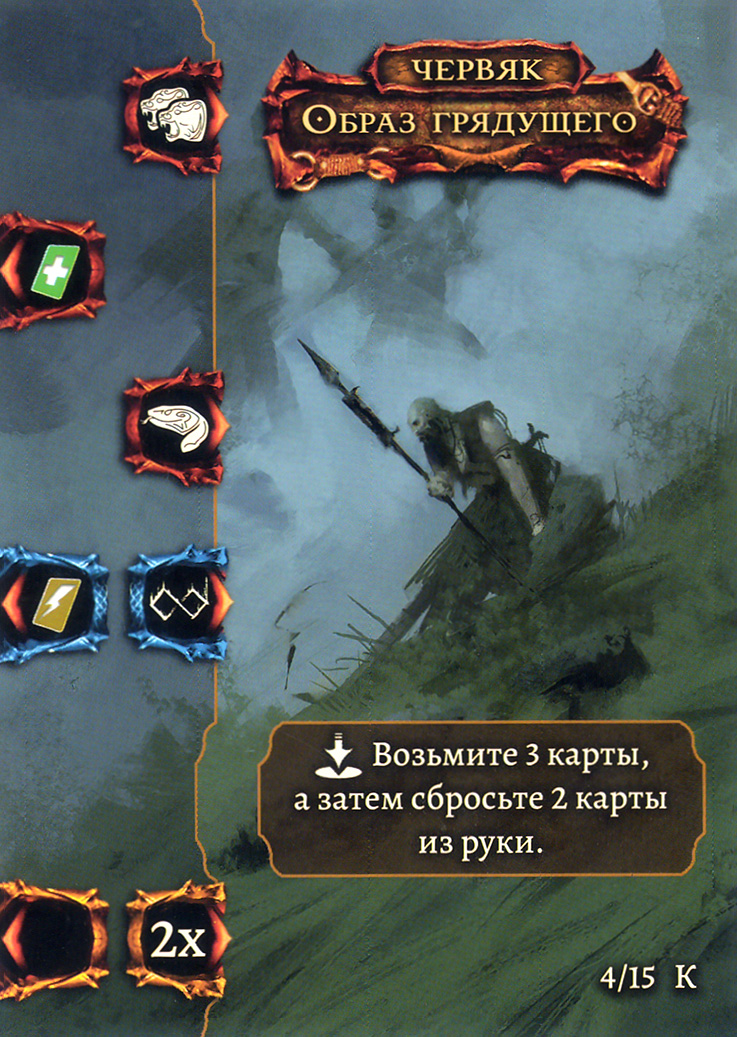 ЧЕРВЯК
ОБРАЗ ГРЯДУЩЕГО
Возьмите 3 карты,
а затем сбросьте 2 карты
из руки.
2x
4/15 К